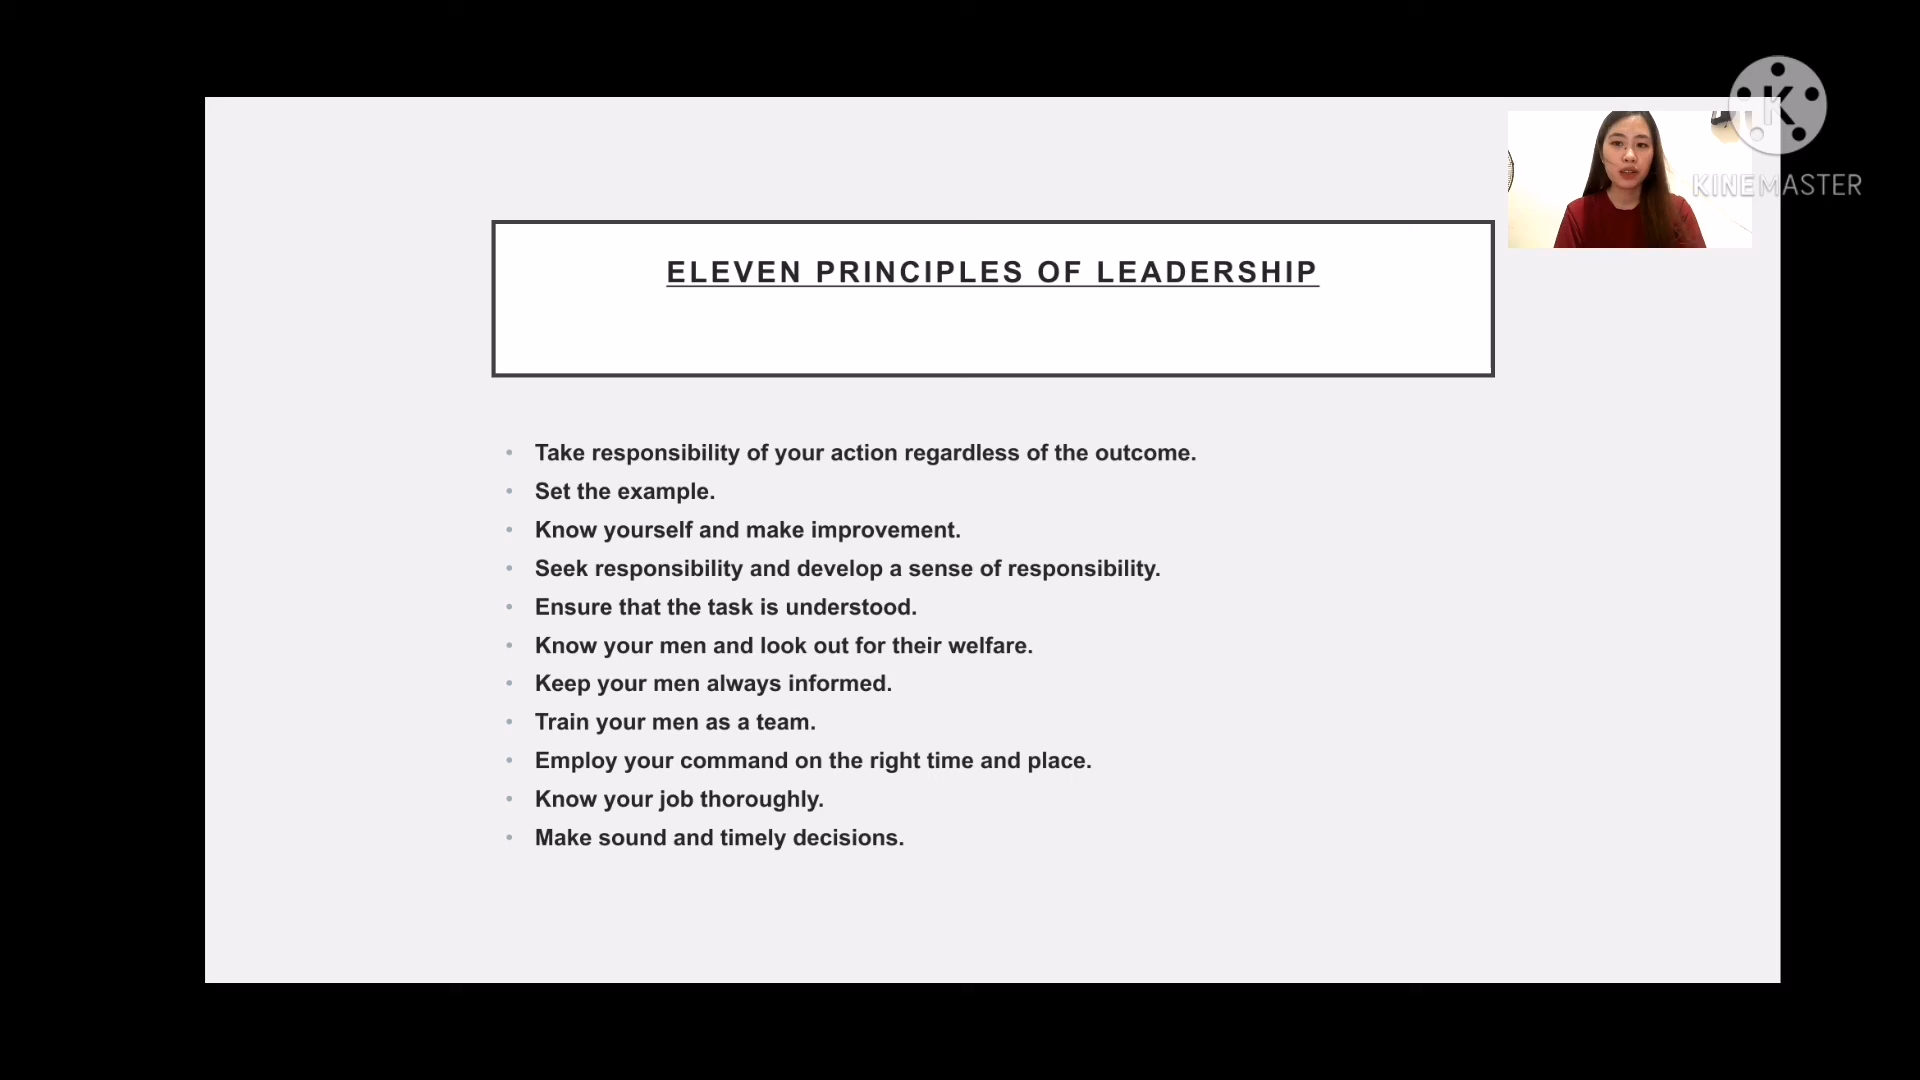 K
KINEMASTER
ELEVEN PRINCIPLES OF LEADERSHIP
• Take responsibility of your action regardless of the outcome.
• Set the example.
• Know yourself and make improvement.
• Seek responsibility and develop a sense of responsibility.
• Ensure that the task is understood.
• Know your men and look out for their welfare.
• Keep your men always informed.
• Train your men as a team.
• Employ your command on the right time and place.
• Know your job thoroughly.
• Make sound and timely decisions.